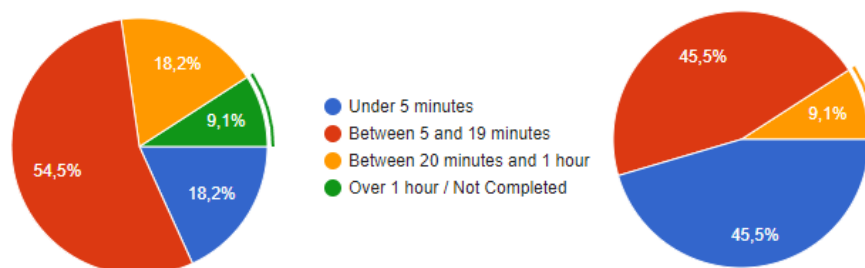 18,2%
9,1%
54,5%
18,2%
Under 5 minutes
Between 5 and 19 minutes
Between 20 minutes and 1 hour
Over 1 hour / Not Completed
45,5%
9,1%
45,5%